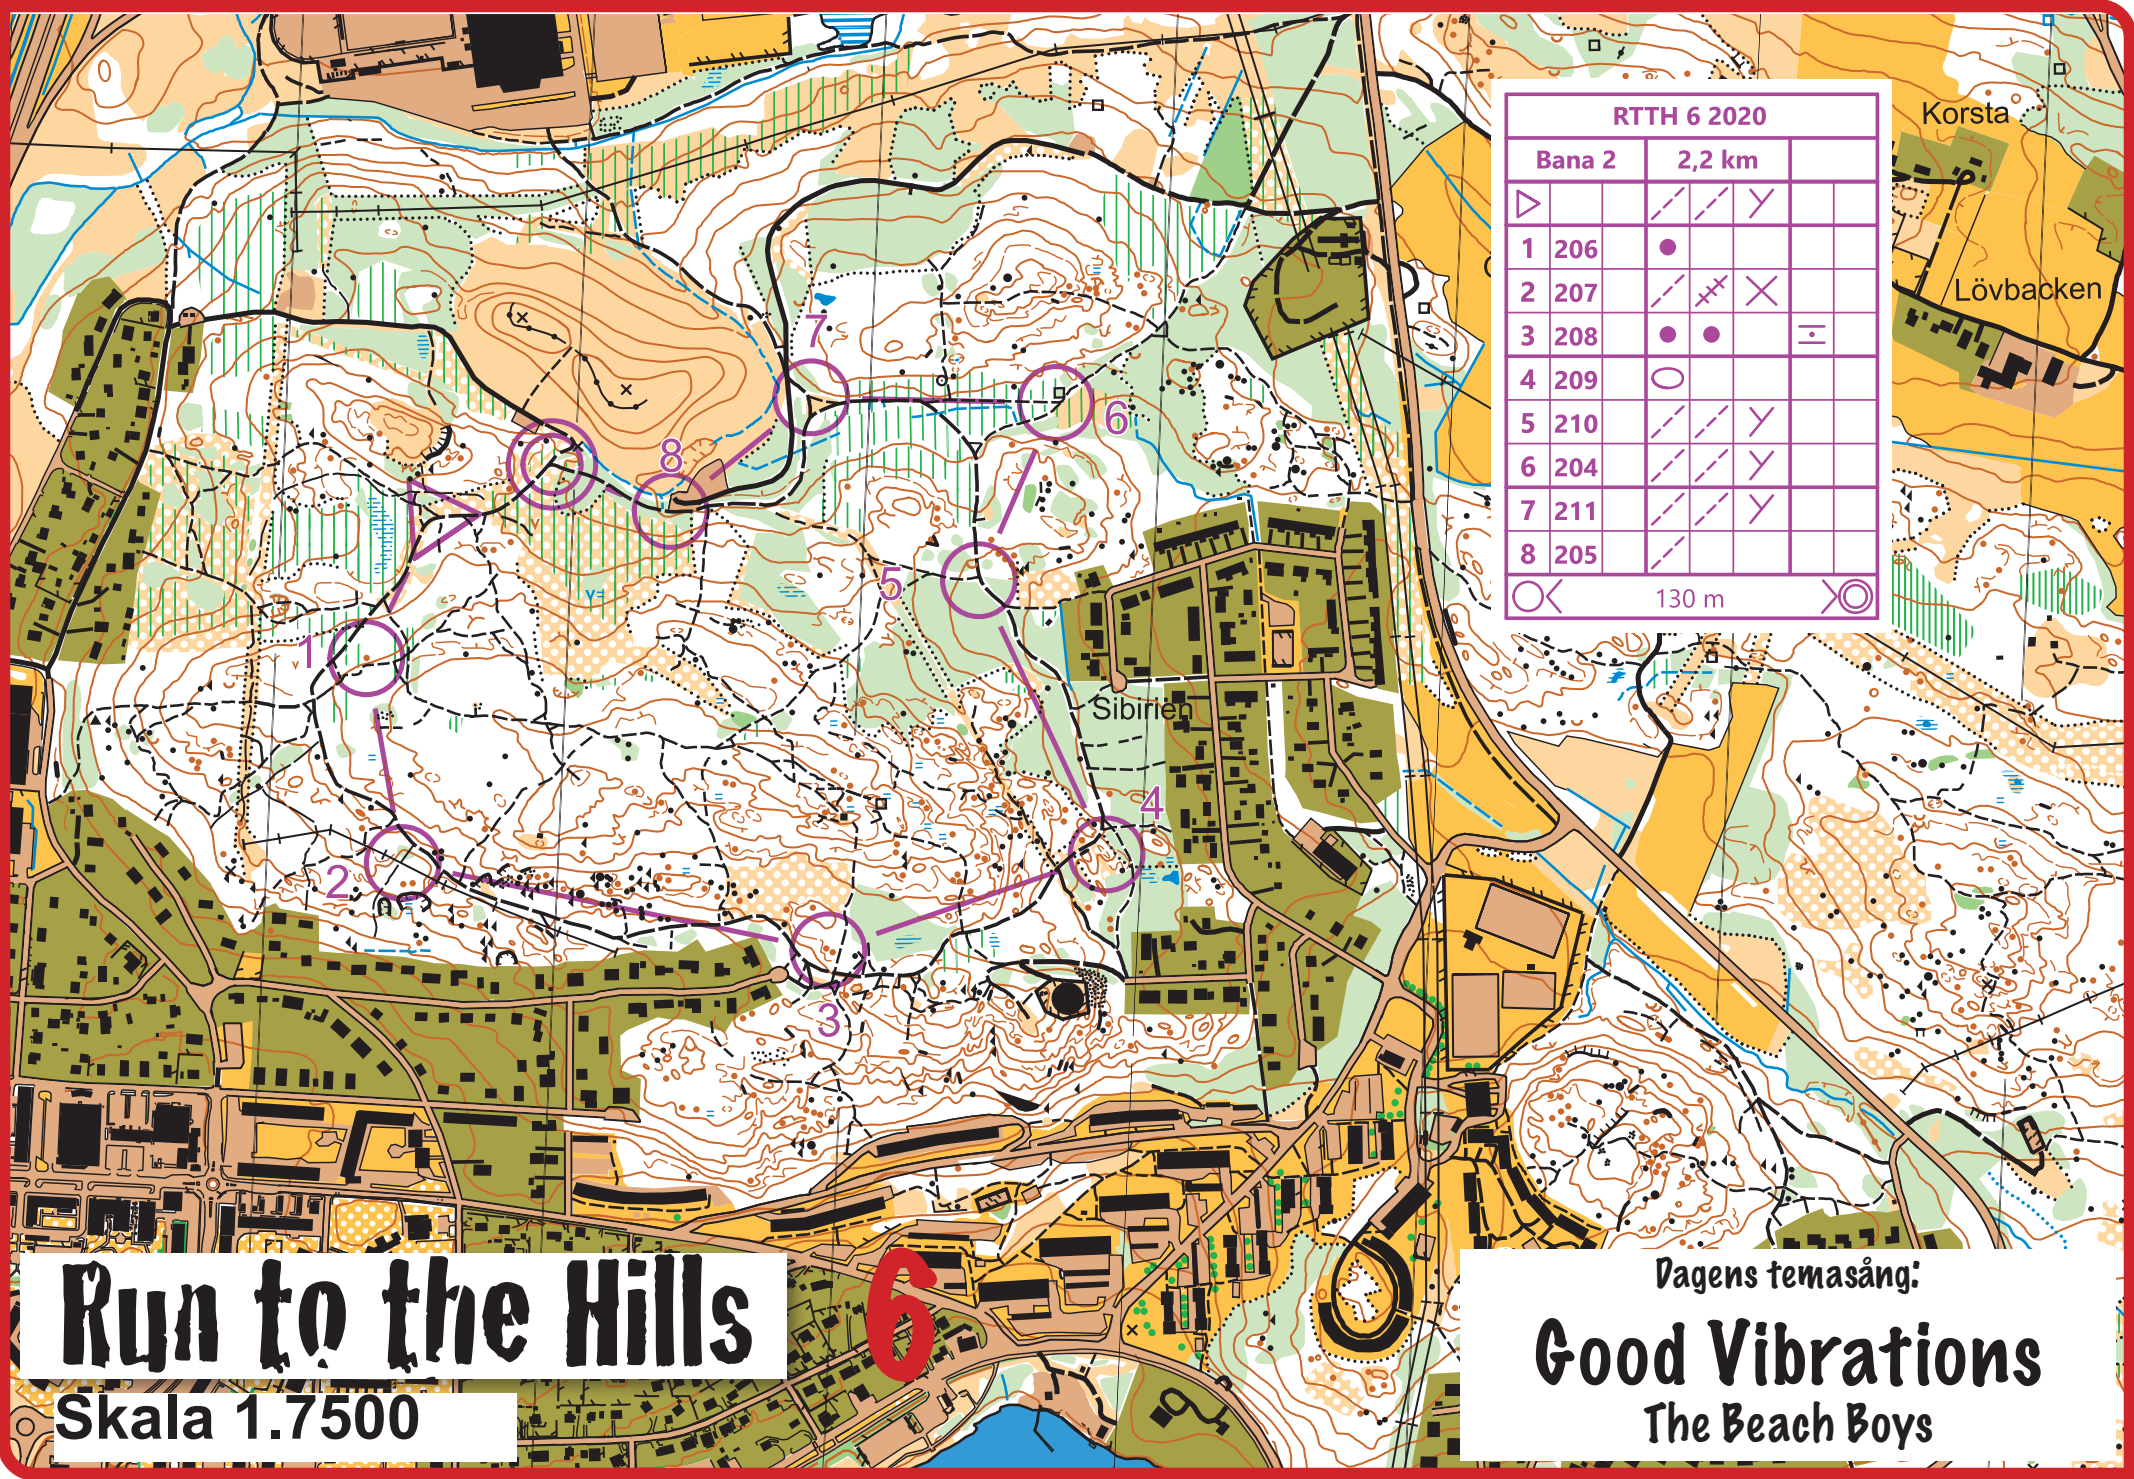 RTTH 6 2020
Bana 2 2,2 km
1 206
2 207
3 208
4 209
5 210
6 204
7 211
8 205
130 m
Korsta
Lövbacken
7
8
6
5
1
Sibirien
4
2
3
Run to the Hills 6
Skala 1.7500
Dagens temasång:
Good Vibrations
The Beach Boys